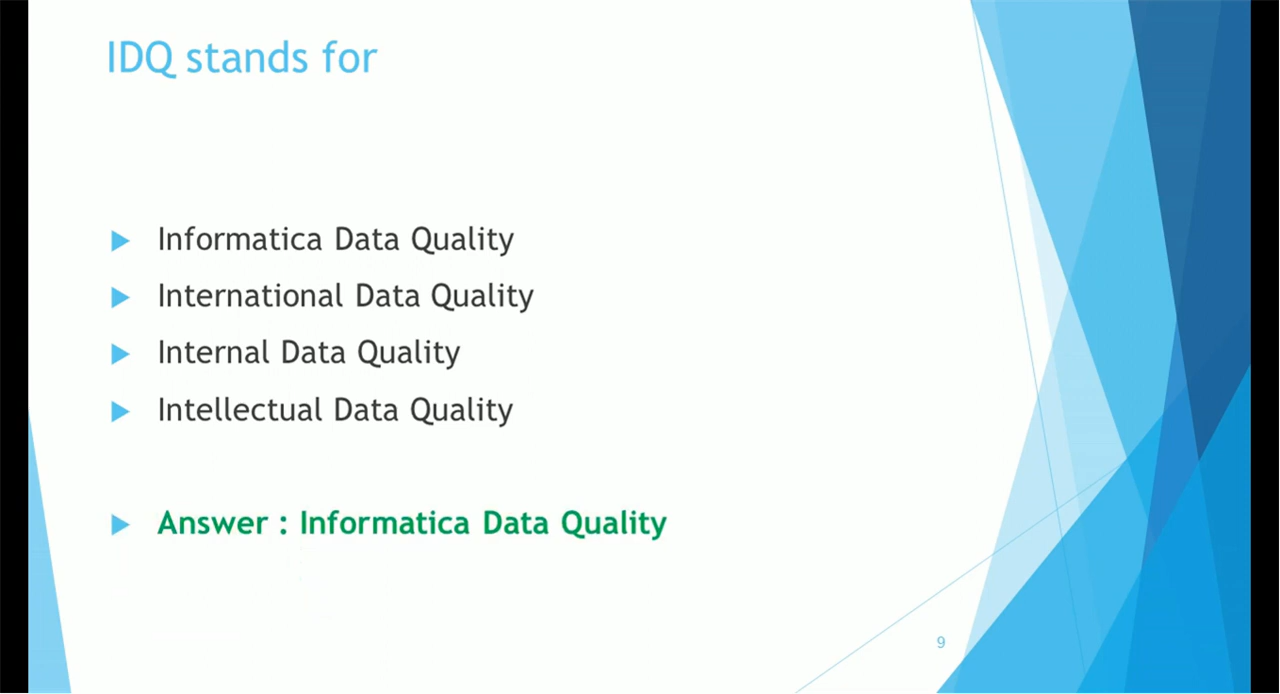 IDQ stands for
Informatica Data Quality
International Data Quality
Internal Data Quality
Intellectual Data Quality
Answer : Informatica Data Quality
9